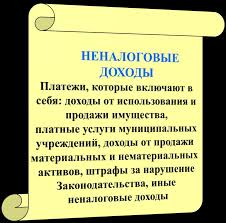 НЕНАЛОГОВЫЕ
ДОХОДЫ
Платежи, которые включают в
себя: доходы от использования и
продажи имущества,
платные услуги муниципальных
учреждений, доходы от продажи
материальных и нематериальных
активов, штрафы за нарушение
Законодательства, иные
неналоговые доходы